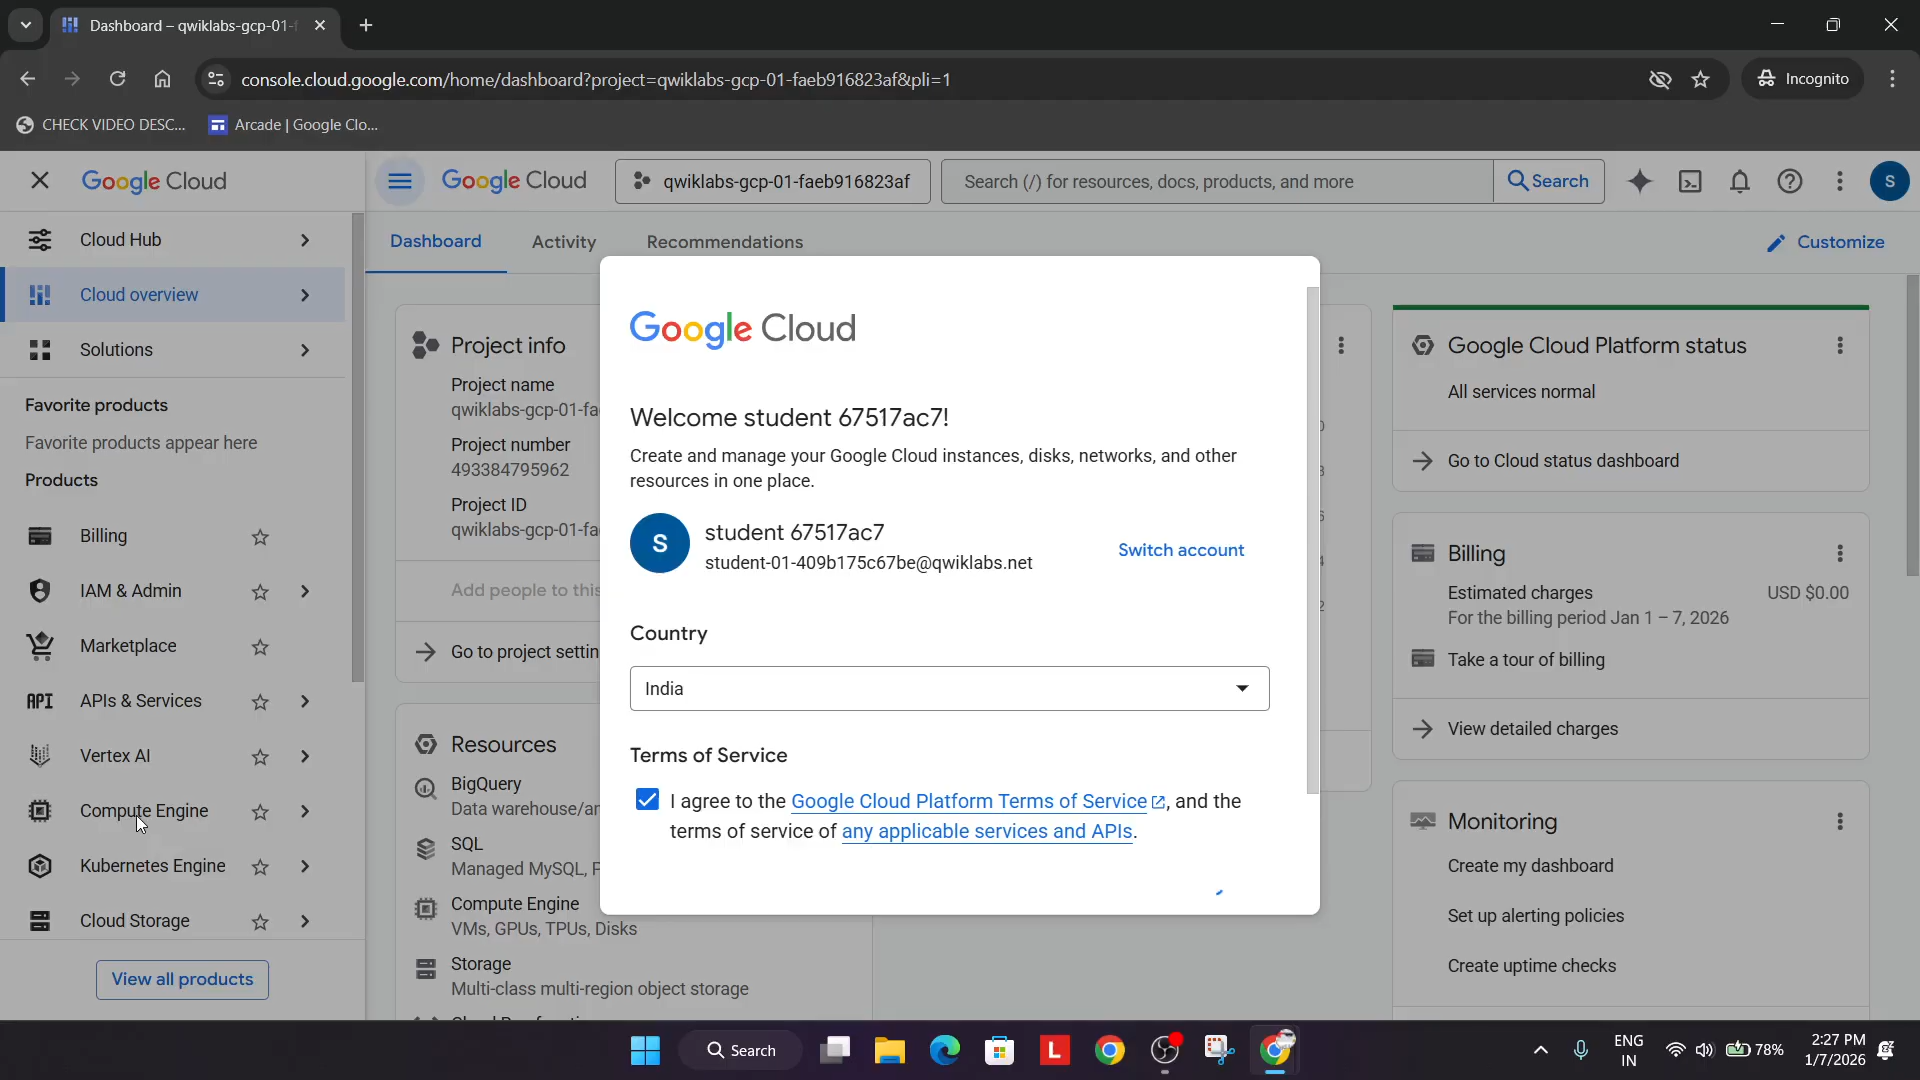 Dashboard – qwiklabs-gcp-01-f
console.cloud.google.com/home/dashboard?project=qwiklabs-gcp-01-faeb916823af&pli=1
Incognito
CHECK VIDEO DESC...
Arcade | Google Clo...
Google Cloud
Google Cloud
qwiklabs-gcp-01-faeb916823af
Search (/) for resources, docs, products, and more
Search
S
Cloud Hub
Cloud overview
Solutions
Favorite products
Favorite products appear here
Products
Billing
IAM & Admin
Marketplace
API
APIs & Services
Vertex AI
Compute Engine
Kubernetes Engine
Cloud Storage
View all products
Dashboard
Activity
Recommendations
Customize
Project info
Project name
qwiklabs-gcp-01-fa
Project number
493384795962
Project ID
qwiklabs-gcp-01-fa
Add people to this
Go to project settin
Resources
BigQuery
Data warehouse/an
SQL
Managed MySQL, P
Compute Engine
VMs, GPUs, TPUs, Disks
Storage
Multi-class multi-region object storage
Google Cloud
Welcome student 67517ac7!
Create and manage your Google Cloud instances, disks, networks, and other
resources in one place.
S
student 67517ac7
student-01-409b175c67be@qwiklabs.net
Switch account
Country
India
Terms of Service
I agree to the Google Cloud Platform Terms of Service, and the
terms of service of any applicable services and APIs.
Google Cloud Platform status
All services normal
Go to Cloud status dashboard
Billing
Estimated charges
USD $0.00
For the billing period Jan 1 – 7, 2026
Take a tour of billing
View detailed charges
Monitoring
Create my dashboard
Set up alerting policies
Create uptime checks
Search
L
ENG
IN
78%
2:27 PM
1/7/2026